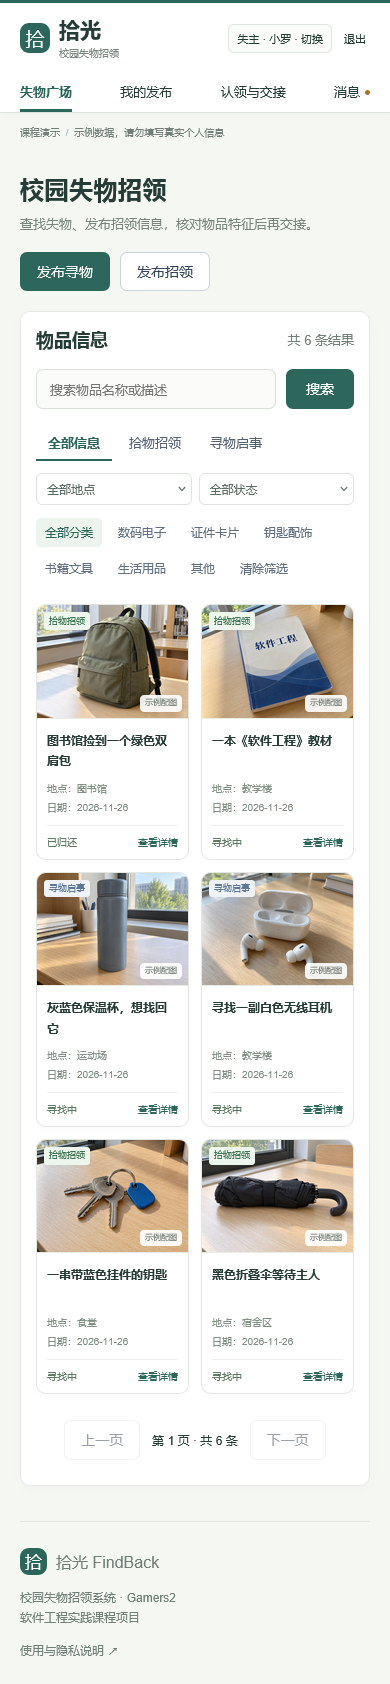 拾 拾光
校园失物招领
失主 · 小罗 · 切换 退出
失物广场 我的发布 认领与交接 消息
课程演示 / 示例数据，请勿填写真实个人信息
校园失物招领
查找失物、发布招领信息，核对物品特征后再交接。
发布寻物 发布招领
物品信息 共 6 条结果
搜索物品名称或描述 搜索
全部信息 拾物招领 寻物启事
全部地点 全部状态
全部分类 数码电子 证件卡片 钥匙配饰
书籍文具 生活用品 其他 清除筛选
拾物招领
示例配图
图书馆捡到一个绿色双
肩包
地点：图书馆
日期：2026-11-26
已归还 查看详情
拾物招领
软件工程
示例配图
一本《软件工程》教材
地点：教学楼
日期：2026-11-26
寻找中 查看详情
寻物启事
示例配图
灰蓝色保温杯，想找回
它
地点：运动场
日期：2026-11-26
寻找中 查看详情
寻物启事
示例配图
寻找一副白色无线耳机
地点：教学楼
日期：2026-11-26
寻找中 查看详情
拾物招领
示例配图
一串带蓝色挂件的钥匙
地点：食堂
日期：2026-11-26
寻找中 查看详情
拾物招领
示例配图
黑色折叠伞等待主人
地点：宿舍区
日期：2026-11-26
寻找中 查看详情
上一页 第 1 页 · 共 6 条 下一页
拾 拾光 FindBack
校园失物招领系统 · Gamers2
软件工程实践课程项目
使用与隐私说明 ↗